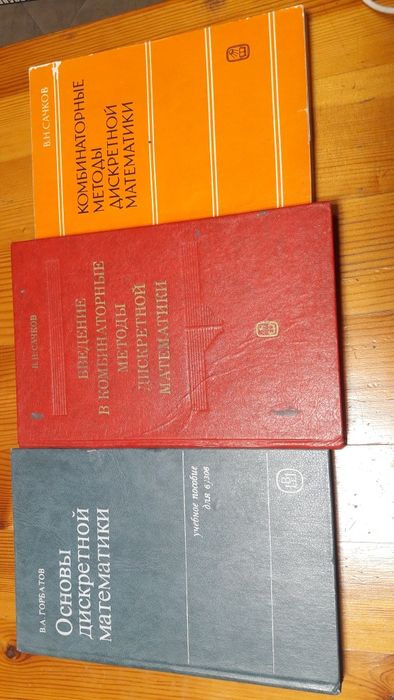 В.Н.САЧКОВ
КОМБИНАТОРНЫЕ
МЕТОДЫ
ДИСКРЕТНОЙ
МАТЕМАТИКИ
В.Н.САЧКОВ
ВВЕДЕНИЕ
В КОМБИНАТОРНЫЕ
МЕТОДЫ
ДИСКРЕТНОЙ
МАТЕМАТИКИ
В.А.ГОРБАТОВ
Основы
дискретной
математики
учебное пособие
для вузов